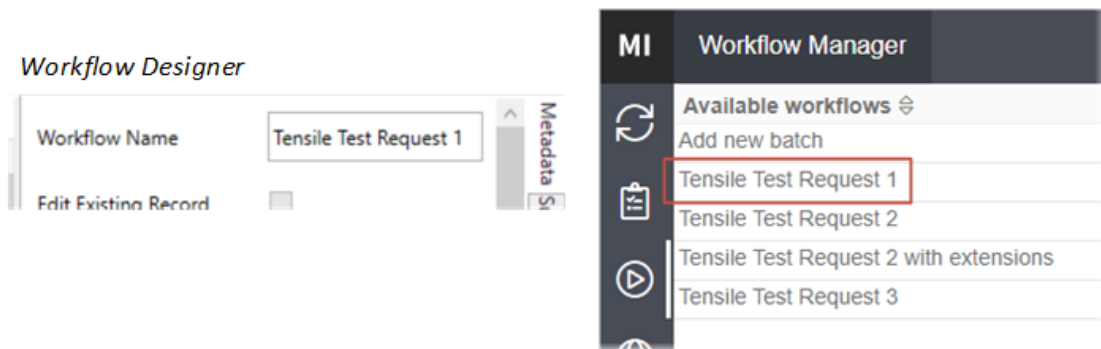 Workflow Designer
Workflow Name
Tensile Test Request 1
Edit Existing Record
Metadata
MI
Workflow Manager
Available workflows
Add new batch
Tensile Test Request 1
Tensile Test Request 2
Tensile Test Request 2 with extensions
Tensile Test Request 3